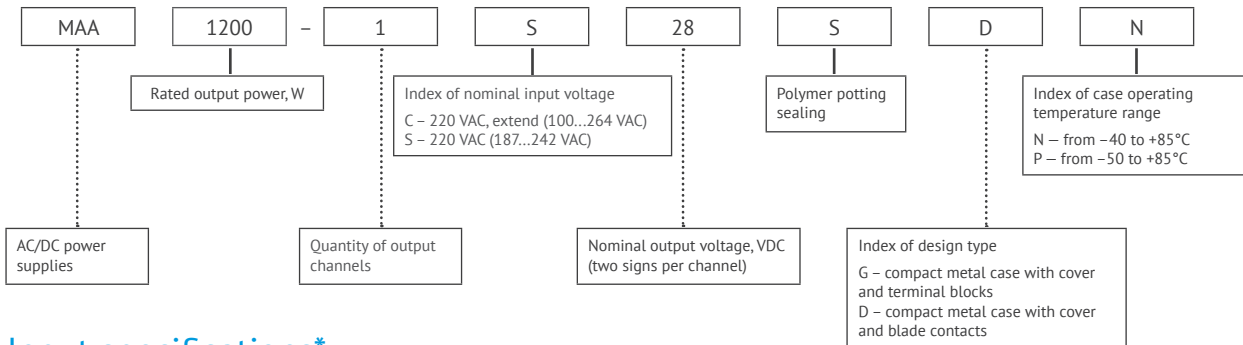 MAA 1200 – 1 S 28 S D N
Rated output power, W
Index of nominal input voltage
C – 220 VAC, extend (100...264 VAC)
S – 220 VAC (187...242 VAC)
Polymer potting
sealing
Index of case operating
temperature range
N — from –40 to +85°C
P — from –50 to +85°C
AC/DC power
supplies
Quantity of output
channels
Nominal output voltage, VDC
(two signs per channel)
Index of design type
G – compact metal case with cover
and terminal blocks
D – compact metal case with cover
and blade contacts